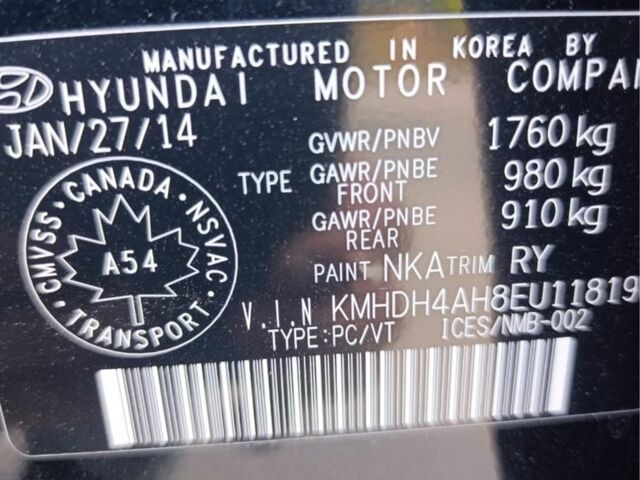 MANUFACTURED IN KOREA BY
HYUNDAI MOTOR COMPA
JAN/27/14
GVWR/PNBV 1760 kg
TYPE GAWR/PNBE FRONT 980 kg
GAWR/PNBE REAR 910 kg
PAINT NKA TRIM RY
V.I.N KMHDH4AH8EU11819
TYPE:PC/VT ICES/NMB-002
CMVSS · CANADA · NSVAC
A54
TRANSPORT